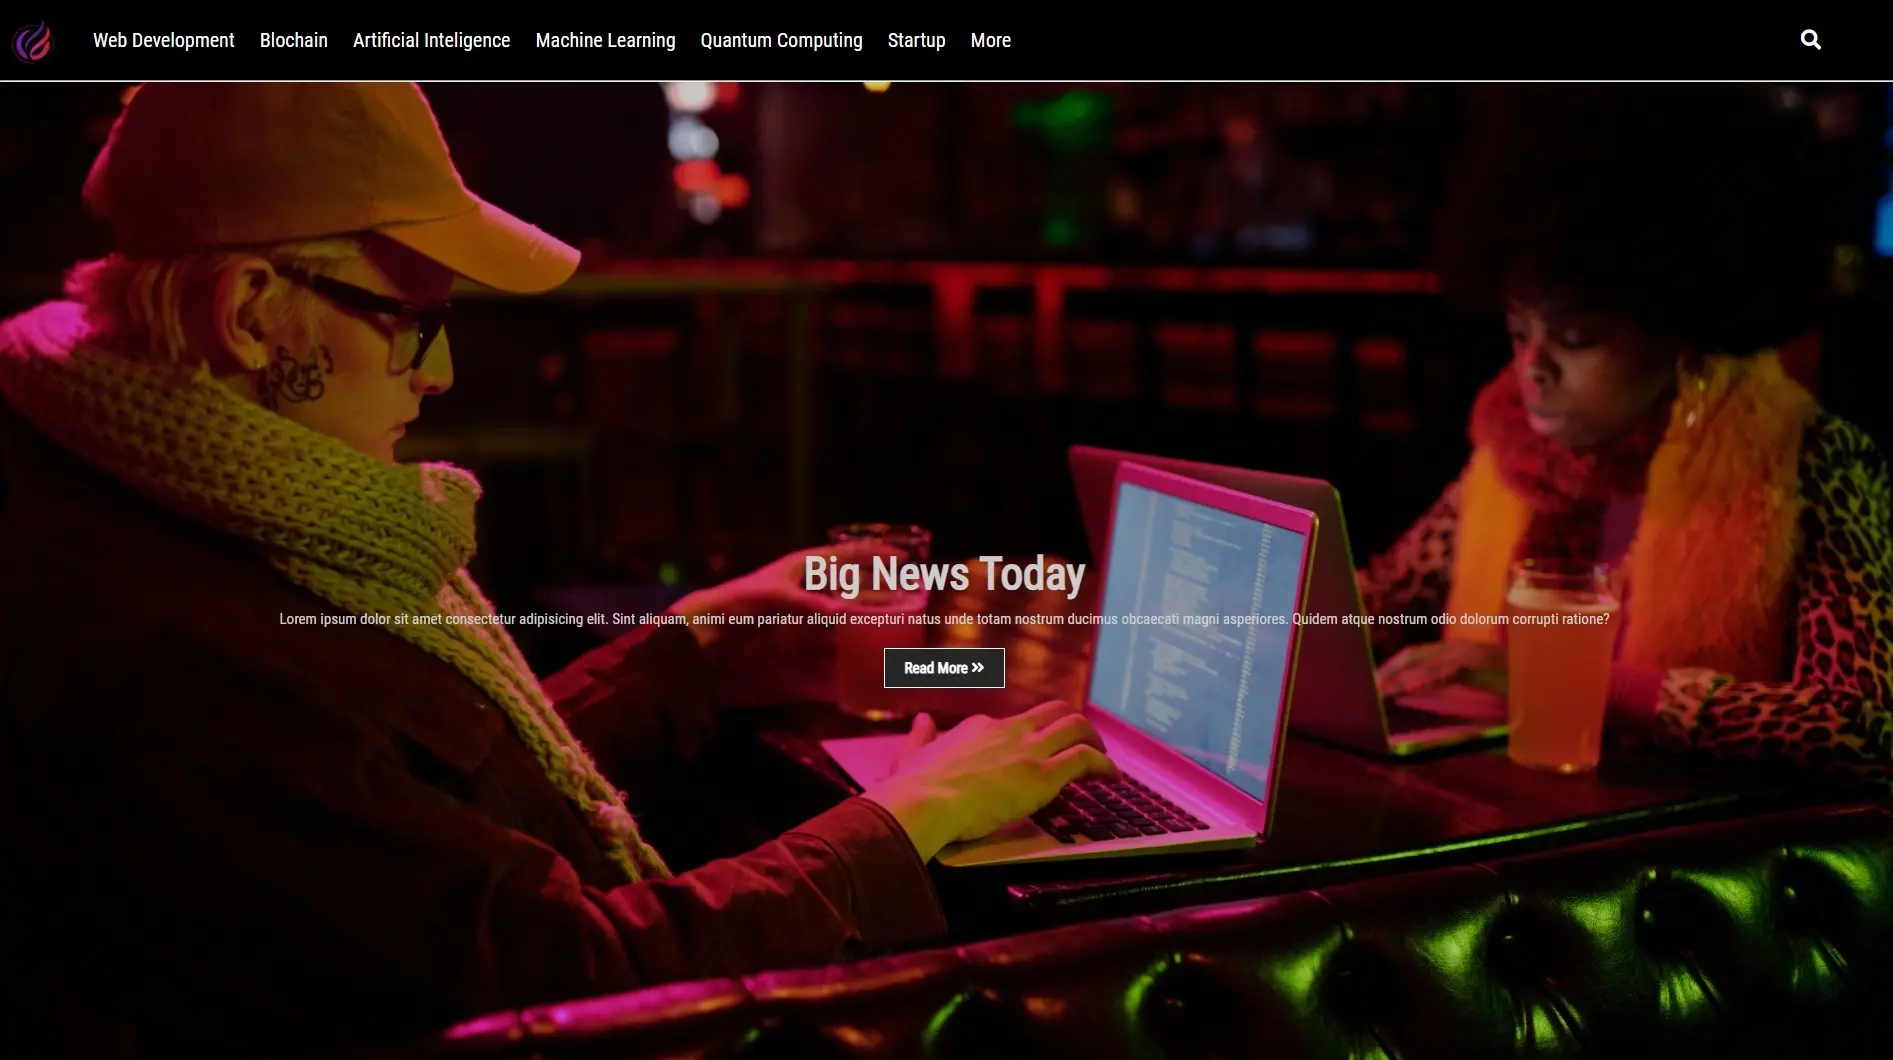 Web Development Blochain Artificial Inteligence Machine Learning Quantum Computing Startup More
Big News Today
Lorem ipsum dolor sit amet consectetur adipisicing elit. Sint aliquam, animi eum pariatur aliquid excepturi natus unde totam nostrum ducimus obcaecati magni asperiores. Quidem atque nostrum odio dolorum corrupti ratione?
Read More »